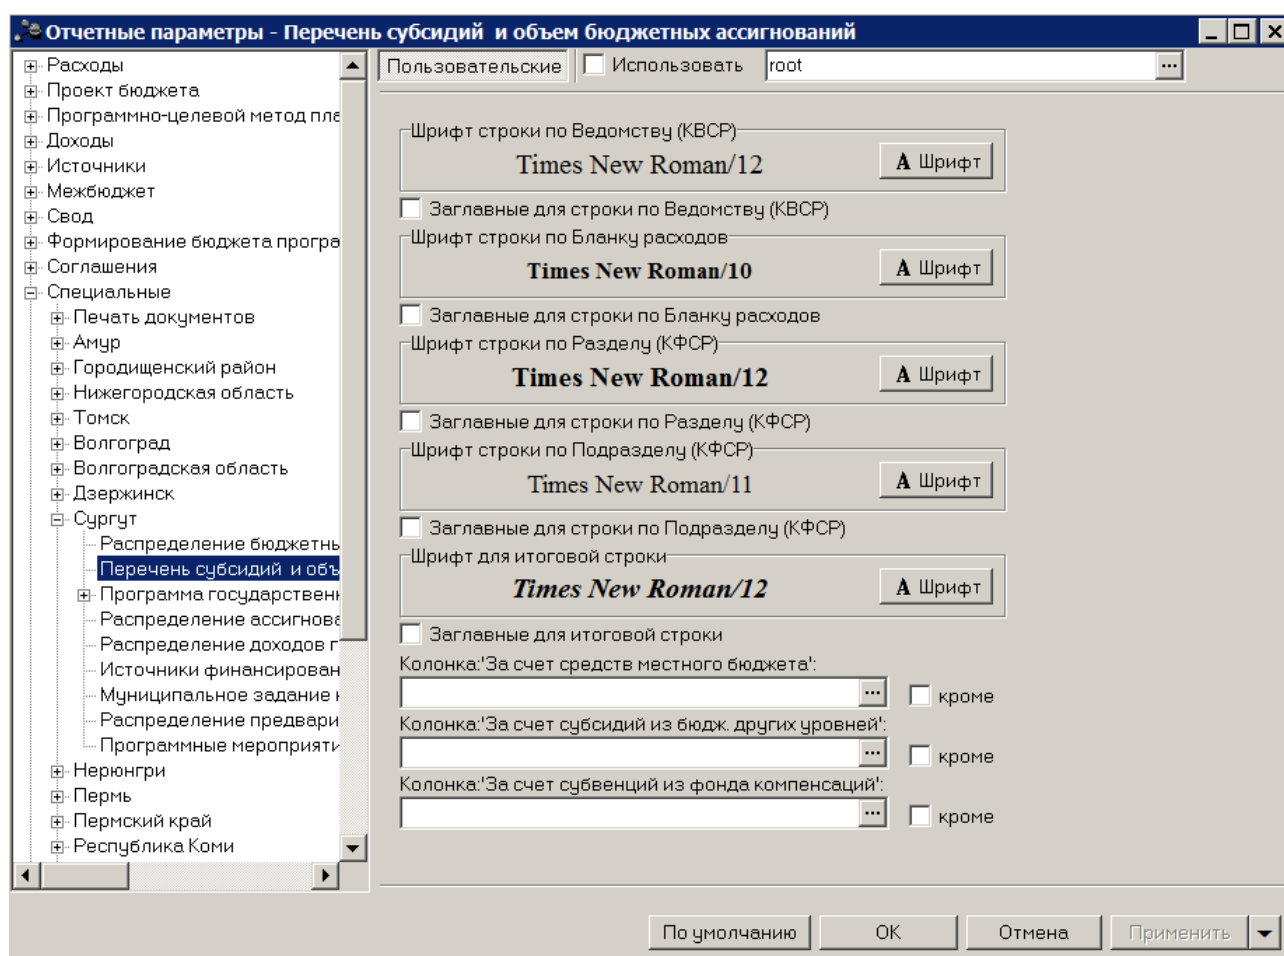 Отчетные параметры - Перечень субсидий и объем бюджетных ассигнований
Расходы
Проект бюджета
Программно-целевой метод пла
Доходы
Источники
Межбюджет
Свод
Формирование бюджета програ
Соглашения
Специальные
Печать документов
Амур
Городищенский район
Нижегородская область
Томск
Волгоград
Волгоградская область
Дзержинск
Сургут
Распределение бюджетны
Перечень субсидий и объ
Программа государствен
Распределение ассигнова
Распределение доходов г
Источники финансирован
Муниципальное задание
Распределение предвари
Программные мероприяти
Нерюнгри
Пермь
Пермский край
Республика Коми
Пользовательские Использовать root ...
Шрифт строки по Ведомству (КВСР)
Times New Roman/12 А Шрифт
Заглавные для строки по Ведомству (КВСР)
Шрифт строки по Бланку расходов
Times New Roman/10 А Шрифт
Заглавные для строки по Бланку расходов
Шрифт строки по Разделу (КФСР)
Times New Roman/12 А Шрифт
Заглавные для строки по Разделу (КФСР)
Шрифт строки по Подразделу (КФСР)
Times New Roman/11 А Шрифт
Заглавные для строки по Подразделу (КФСР)
Шрифт для итоговой строки
Times New Roman/12 А Шрифт
Заглавные для итоговой строки
Колонка:'За счет средств местного бюджета':
... кроме
Колонка:'За счет субсидий из бюдж. других уровней':
... кроме
Колонка:'За счет субвенций из фонда компенсаций':
... кроме
По умолчанию OK Отмена Применить